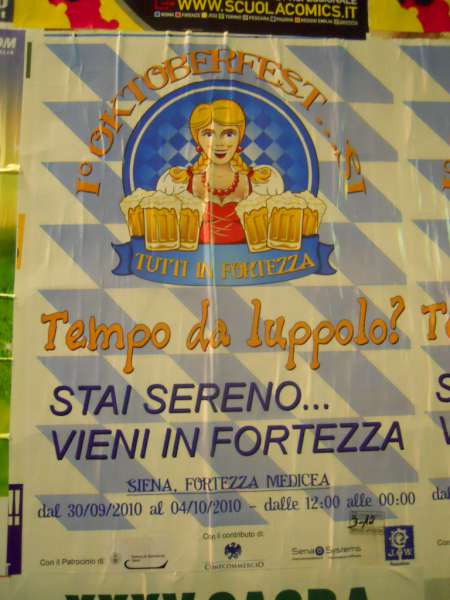 WWW.SCUOLACOMICS.IT
1° OKTOBERFEST...SI
TUTTI IN FORTEZZA
Tempo da luppolo?
STAI SERENO...
VIENI IN FORTEZZA
SIENA, FORTEZZA MEDICEA
dal 30/09/2010 al 04/10/2010 - dalle 12:00 alle 00:00
Con il contributo di:
Con il Patrocinio di
CONFCOMMERCIO
Siena Systems